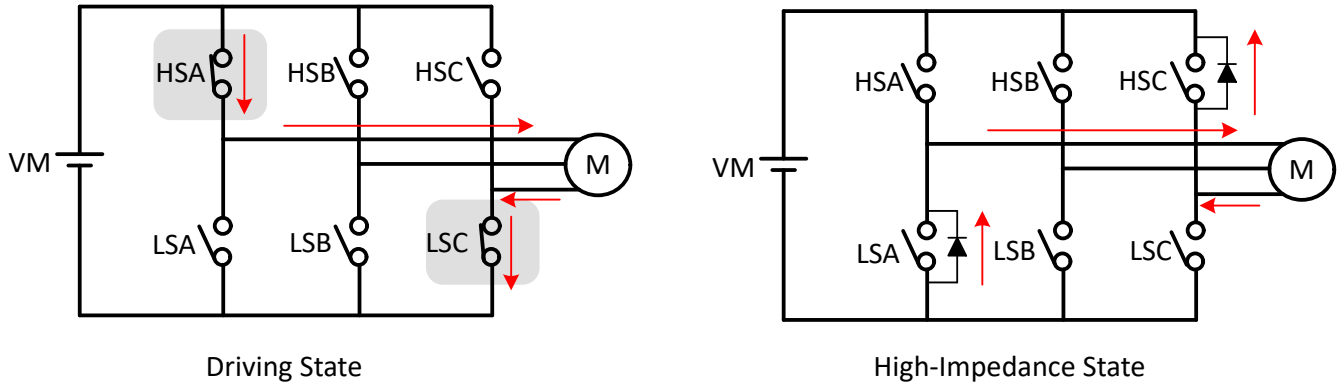 HSA
HSB
HSC
VM
M
LSA
LSB
LSC
Driving State
HSA
HSB
HSC
VM
M
LSA
LSB
LSC
High-Impedance State